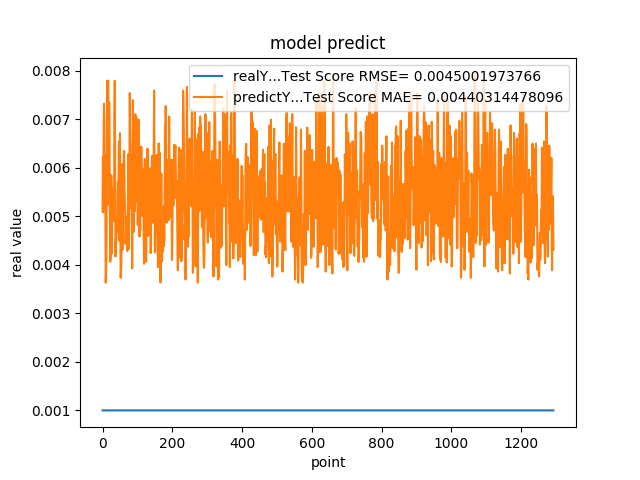 model predict
realY...Test Score RMSE= 0.0045001973766
predictY...Test Score MAE= 0.00440314478096
0.008
0.007
0.006
0.005
0.004
0.003
0.002
0.001
real value
0 200 400 600 800 1000 1200
point